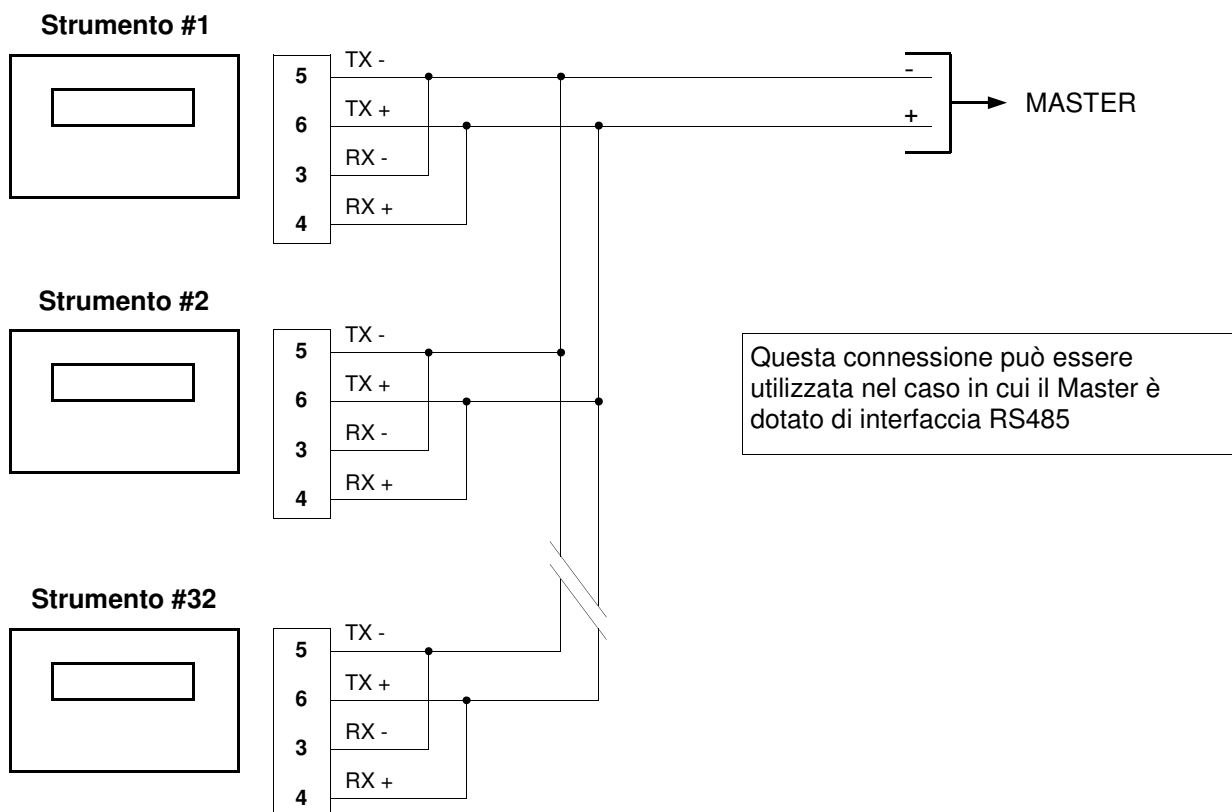 Strumento #1
5 TX -
6 TX +
3 RX -
4 RX +
-
+
MASTER
Strumento #2
5 TX -
6 TX +
3 RX -
4 RX +
Questa connessione può essere
utilizzata nel caso in cui il Master è
dotato di interfaccia RS485
Strumento #32
5 TX -
6 TX +
3 RX -
4 RX +